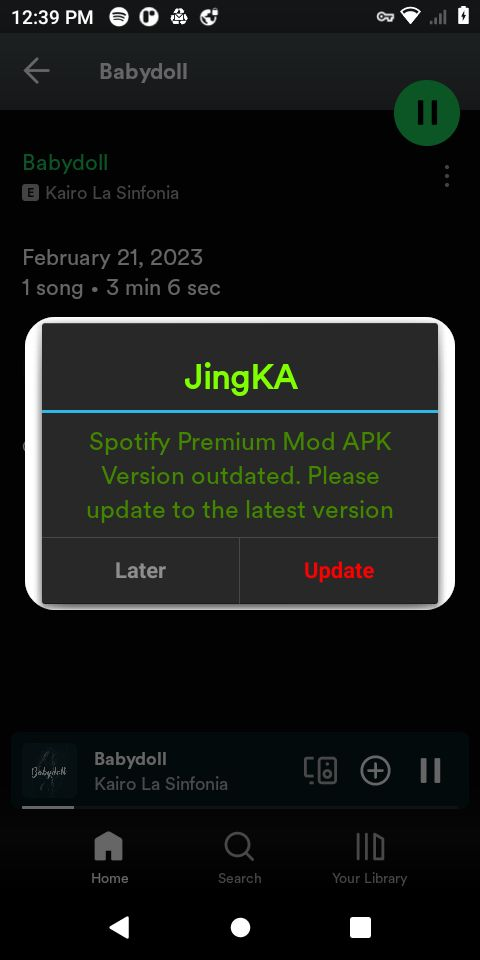 12:39 PM
Babydoll
Babydoll
E Kairo La Sinfonia
February 21, 2023
1 song • 3 min 6 sec
JingKA
Spotify Premium Mod APK
Version outdated. Please
update to the latest version
Later
Update
Babydoll
Babydoll
Kairo La Sinfonia
Home
Search
Your Library